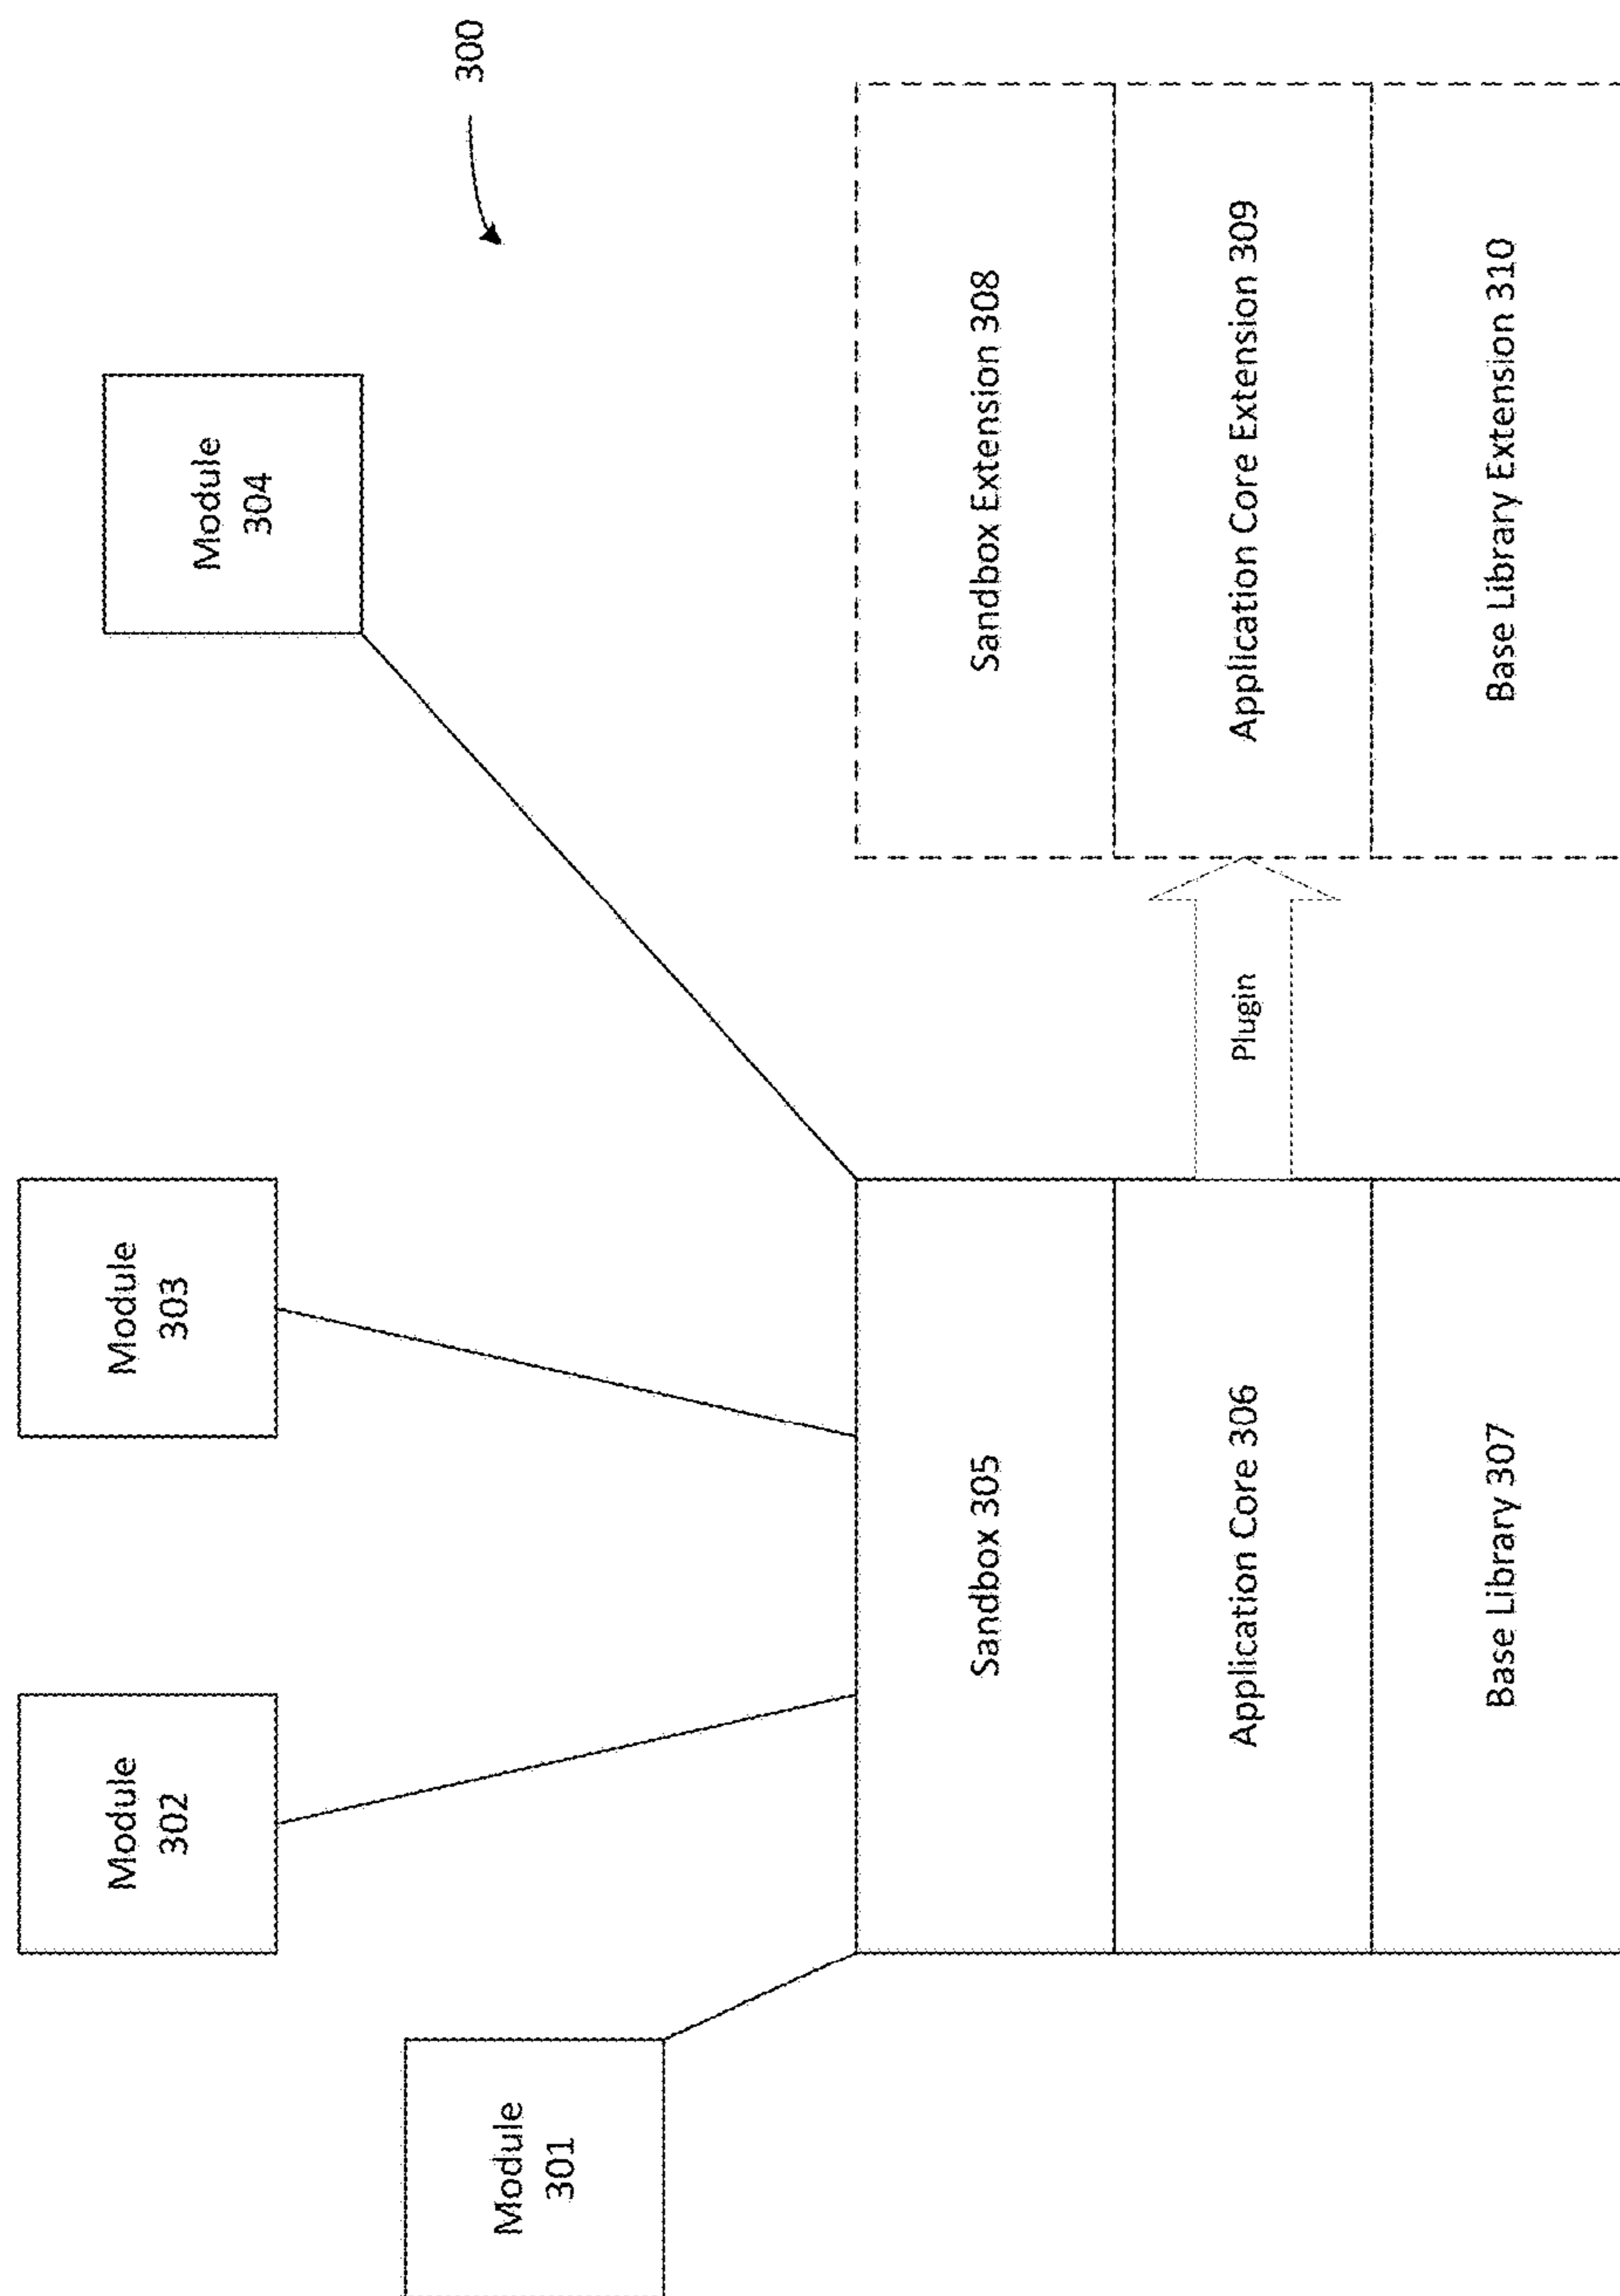 300
Module
301
Module
302
Module
303
Module
304
Sandbox 305
Application Core 306
Base Library 307
Plugin
Sandbox Extension 308
Application Core Extension 309
Base Library Extension 310